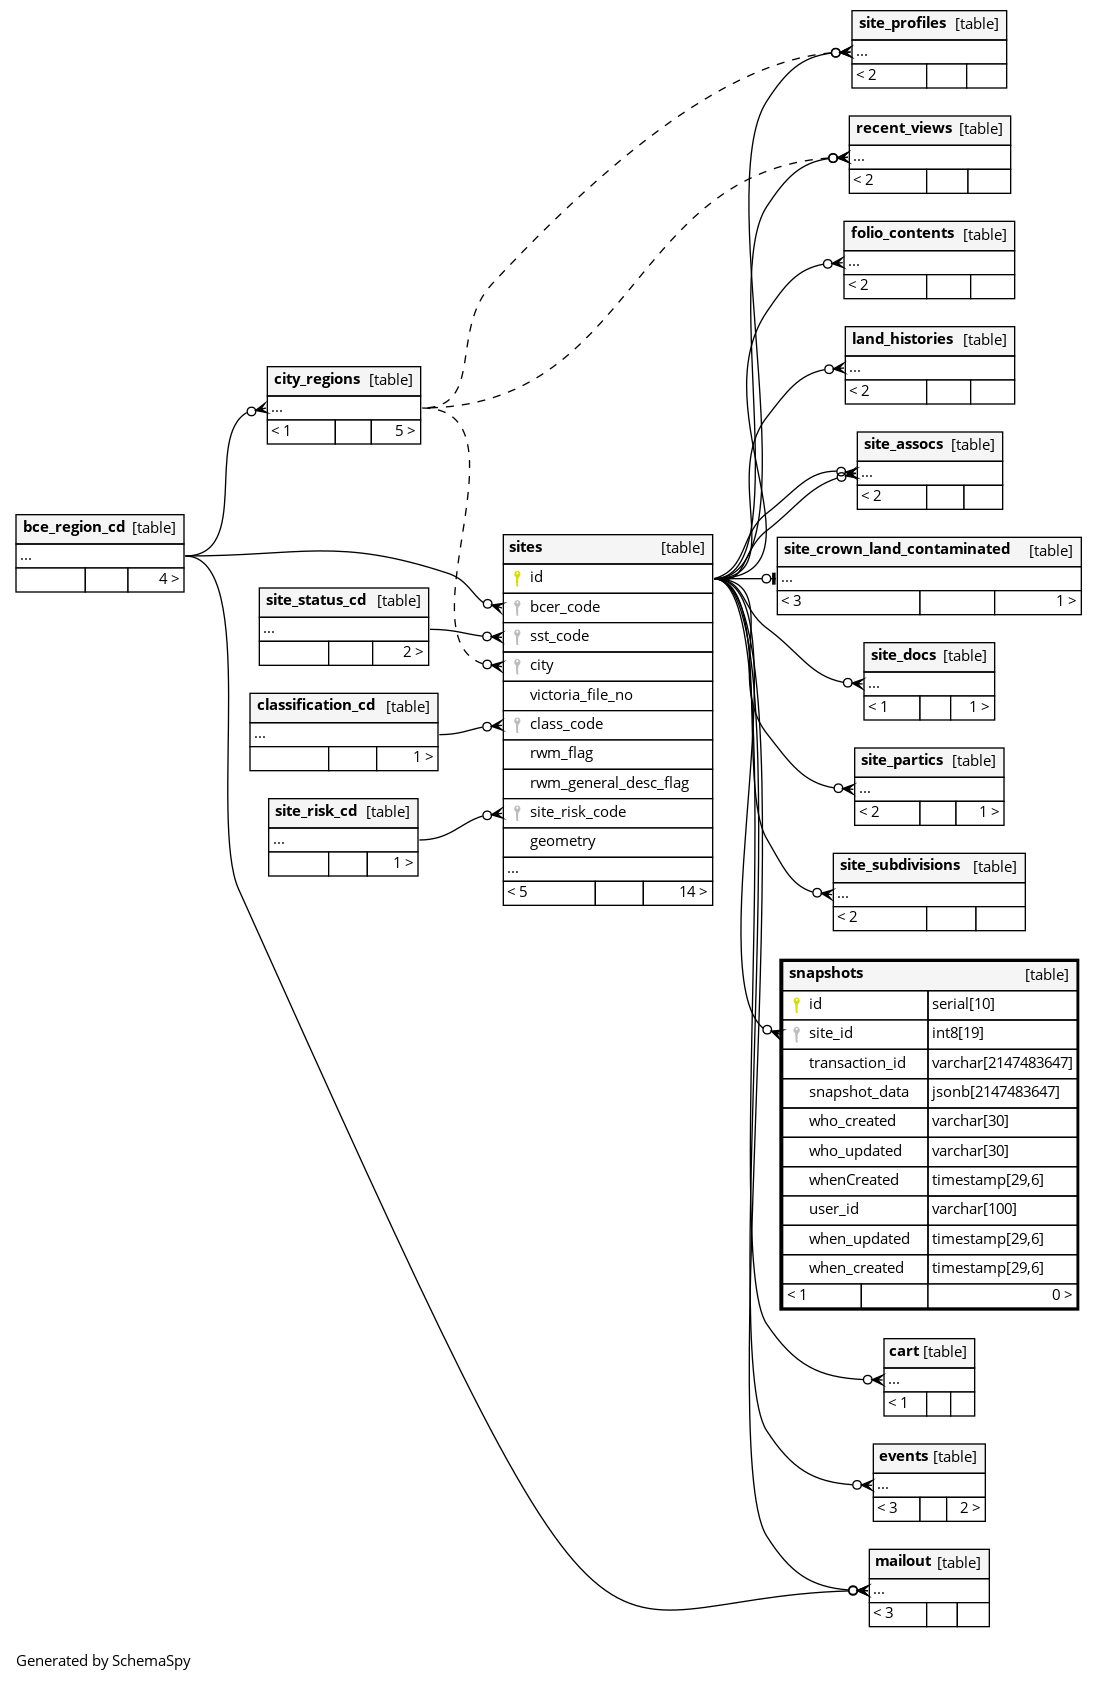 site_profiles [table]
...
< 2
recent_views [table]
...
< 2
folio_contents [table]
...
< 2
land_histories [table]
...
< 2
city_regions [table]
...
< 1 5 >
site_assocs [table]
...
< 2
bce_region_cd [table]
...
4 >
sites [table]
id
bcer_code
sst_code
city
victoria_file_no
class_code
rwm_flag
rwm_general_desc_flag
site_risk_code
geometry
...
< 5 14 >
site_crown_land_contaminated [table]
...
< 3 1 >
site_status_cd [table]
...
2 >
site_docs [table]
...
< 1 1 >
classification_cd [table]
...
1 >
site_partics [table]
...
< 2 1 >
site_risk_cd [table]
...
1 >
site_subdivisions [table]
...
< 2
snapshots [table]
id serial[10]
site_id int8[19]
transaction_id varchar[2147483647]
snapshot_data jsonb[2147483647]
who_created varchar[30]
who_updated varchar[30]
whenCreated timestamp[29,6]
user_id varchar[100]
when_updated timestamp[29,6]
when_created timestamp[29,6]
< 1 0 >
cart [table]
...
< 1
events [table]
...
< 3 2 >
mailout [table]
...
< 3
Generated by SchemaSpy